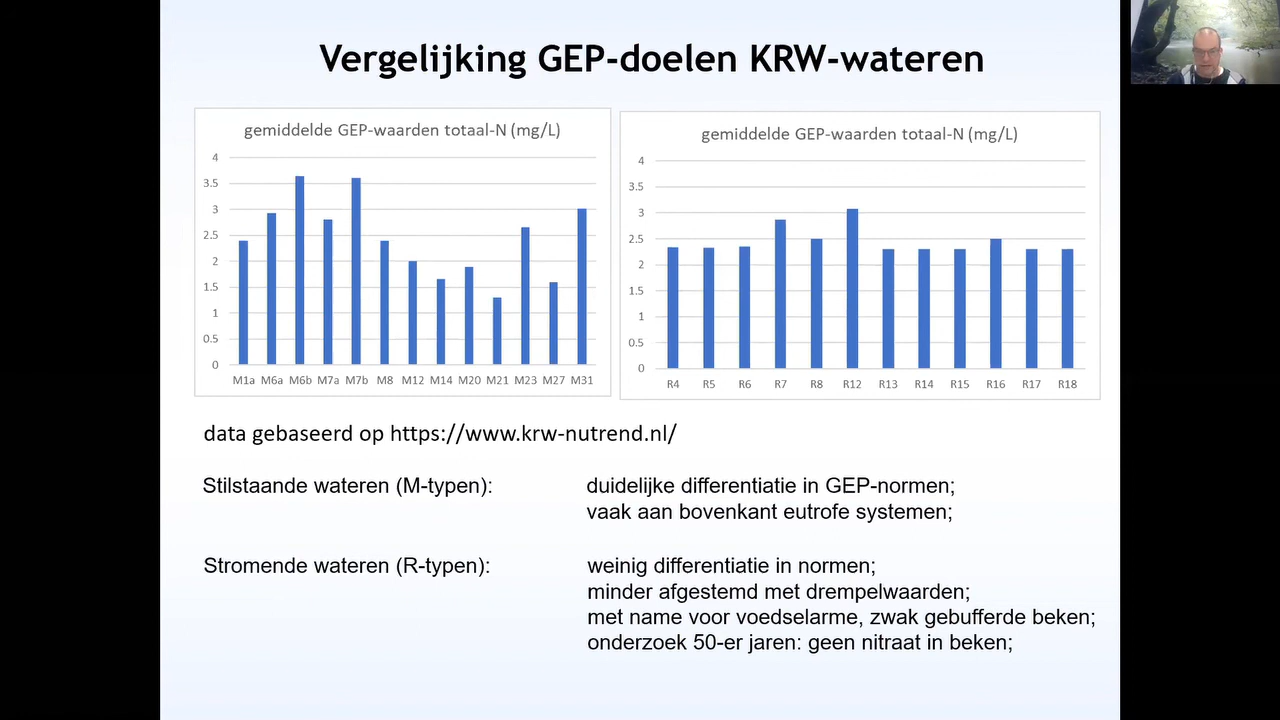 Vergelijking GEP-doelen KRW-wateren
gemiddelde GEP-waarden totaal-N (mg/L)
4
3.5
3
2.5
2
1.5
1
0.5
0
M1a M6a M6b M7a M7b M8 M12 M14 M20 M21 M23 M27 M31
gemiddelde GEP-waarden totaal-N (mg/L)
4
3.5
3
2.5
2
1.5
1
0.5
0
R4 R5 R6 R7 R8 R12 R13 R14 R15 R16 R17 R18
data gebaseerd op https://www.krw-nutrend.nl/
Stilstaande wateren (M-typen): duidelijke differentiatie in GEP-normen;
vaak aan bovenkant eutrofe systemen;
Stromende wateren (R-typen): weinig differentiatie in normen;
minder afgestemd met drempelwaarden;
met name voor voedselarme, zwak gebufferde beken;
onderzoek 50-er jaren: geen nitraat in beken;